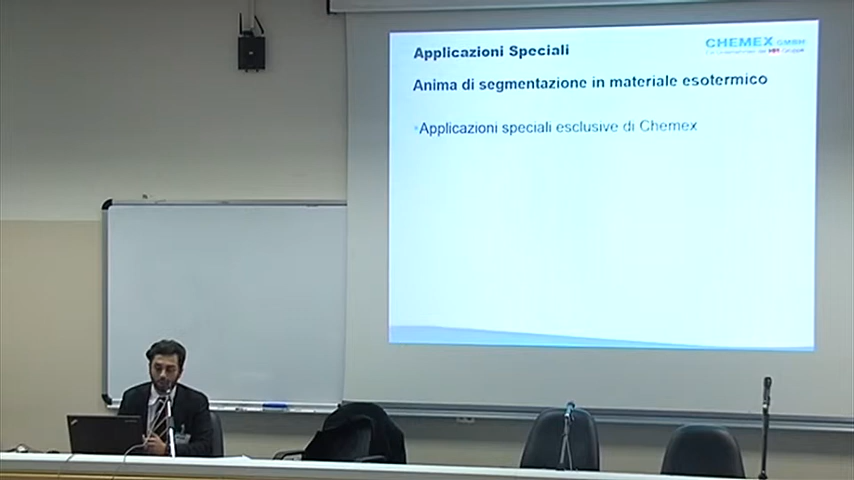 Applicazioni Speciali
CHEMEX GMBH
Anima di segmentazione in materiale esotermico
Applicazioni speciali esclusive di Chemex